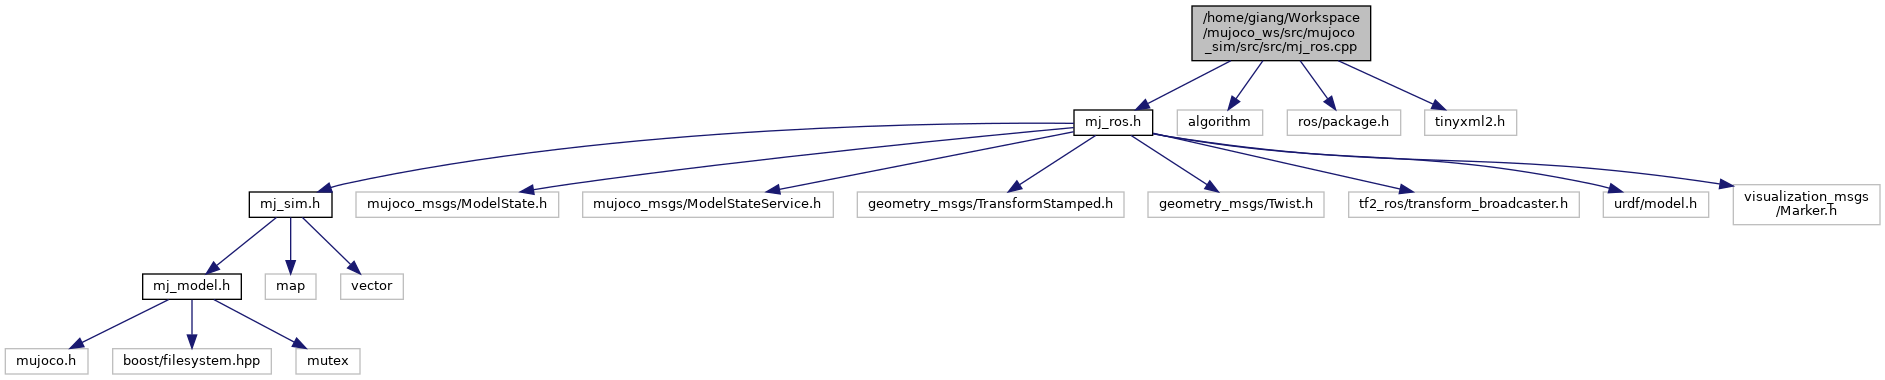 /home/giang/Workspace
/mujoco_ws/src/mujoco
_sim/src/src/mj_ros.cpp
mj_ros.h
algorithm
ros/package.h
tinyxml2.h
mj_sim.h
mujoco_msgs/ModelState.h
mujoco_msgs/ModelStateService.h
geometry_msgs/TransformStamped.h
geometry_msgs/Twist.h
tf2_ros/transform_broadcaster.h
urdf/model.h
visualization_msgs
/Marker.h
mj_model.h
map
vector
mujoco.h
boost/filesystem.hpp
mutex